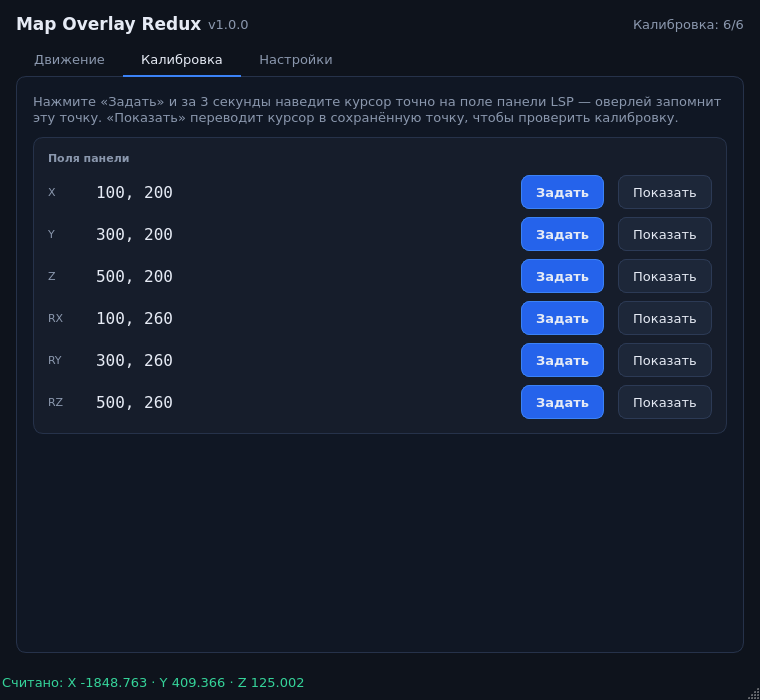 Map Overlay Redux v1.0.0 Калибровка: 6/6
Движение Калибровка Настройки
Нажмите «Задать» и за 3 секунды наведите курсор точно на поле панели LSP — оверлей запомнит
эту точку. «Показать» переводит курсор в сохранённую точку, чтобы проверить калибровку.
Поля панели
X 100, 200 Задать Показать
Y 300, 200 Задать Показать
Z 500, 200 Задать Показать
RX 100, 260 Задать Показать
RY 300, 260 Задать Показать
RZ 500, 260 Задать Показать
Считано: X -1848.763 · Y 409.366 · Z 125.002